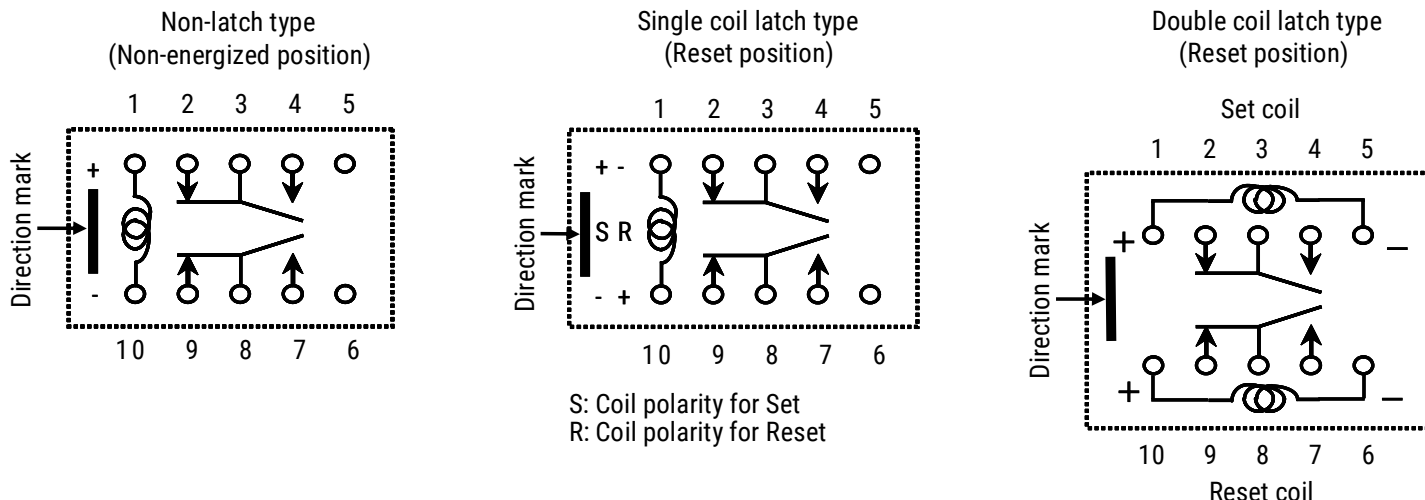 Non-latch type
(Non-energized position)
1 2 3 4 5
Direction mark
+
-
10 9 8 7 6
Single coil latch type
(Reset position)
1 2 3 4 5
Direction mark
+ -
S R
- +
10 9 8 7 6
S: Coil polarity for Set
R: Coil polarity for Reset
Double coil latch type
(Reset position)
Set coil
1 2 3 4 5
Direction mark
+ −
+ −
10 9 8 7 6
Reset coil